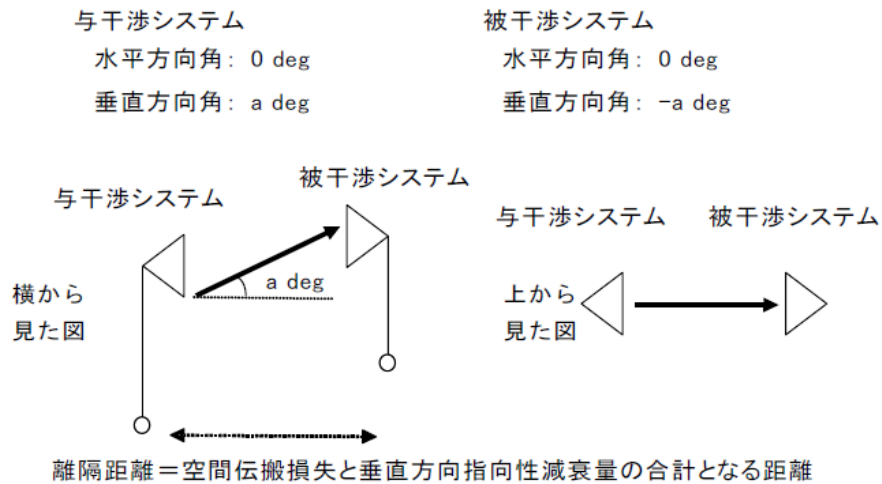 与干渉システム
水平方向角: 0 deg
垂直方向角: a deg
被干渉システム
水平方向角: 0 deg
垂直方向角: -a deg
与干渉システム
被干渉システム
a deg
横から
見た図
与干渉システム
被干渉システム
上から
見た図
離隔距離＝空間伝搬損失と垂直方向指向性減衰量の合計となる距離